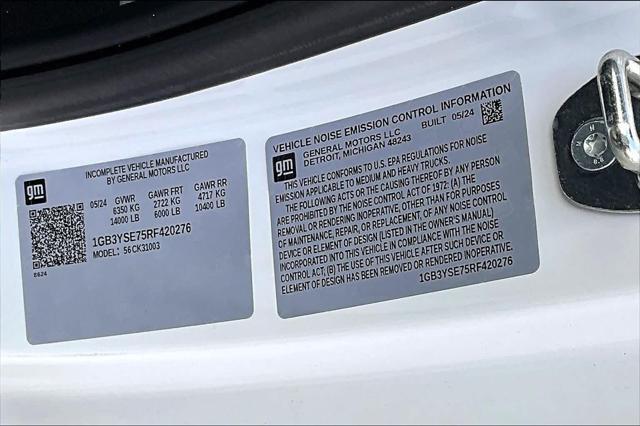 INCOMPLETE VEHICLE MANUFACTURED
BY GENERAL MOTORS LLC
gm
05/24 GVWR GAWR FRT GAWR RR
6350 KG 2722 KG 4717 KG
14000 LB 6000 LB 10400 LB
1GB3YSE75RF420276
MODEL: 56CK31003
8624
VEHICLE NOISE EMISSION CONTROL INFORMATION
GENERAL MOTORS LLC BUILT 05/24
DETROIT, MICHIGAN 48243
gm
THIS VEHICLE CONFORMS TO U.S. EPA REGULATIONS FOR NOISE
EMISSION APPLICABLE TO MEDIUM AND HEAVY TRUCKS.
THE FOLLOWING ACTS OR THE CAUSING THEREOF BY ANY PERSON
ARE PROHIBITED BY THE NOISE CONTROL ACT OF 1972: (A) THE
REMOVAL OR RENDERING INOPERATIVE OTHER THAN FOR PURPOSES
OF MAINTENANCE, REPAIR, OR REPLACEMENT, OF ANY NOISE CONTROL
DEVICE OR ELEMENT OF DESIGN (LISTED IN THE OWNER'S MANUAL)
INCORPORATED INTO THIS VEHICLE IN COMPLIANCE WITH THE NOISE
CONTROL ACT; (B) THE USE OF THIS VEHICLE AFTER SUCH DEVICE OR
ELEMENT OF DESIGN HAS BEEN REMOVED OR RENDERED INOPERATIVE.
1GB3YSE75RF420276